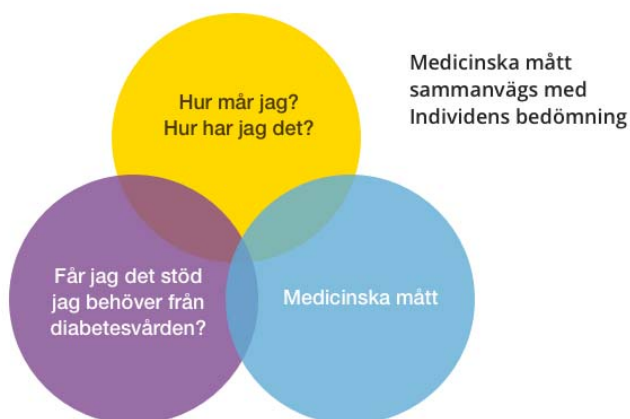 Hur mår jag?
Hur har jag det?
Medicinska mått
sammanvägs med
Individens bedömning
Får jag det stöd
jag behöver från
diabetesvården?
Medicinska mått